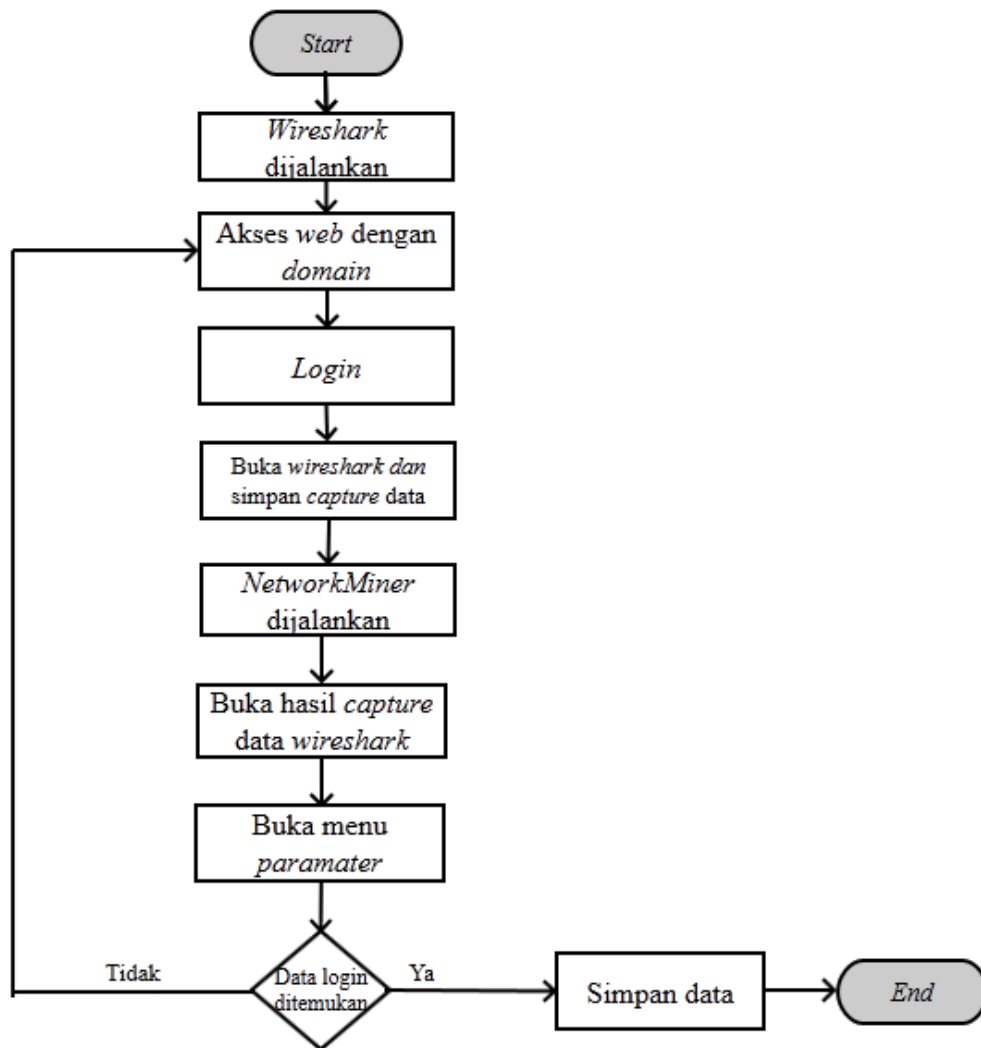 Start
Wireshark
dijalankan
Akses web dengan
domain
Login
Buka wireshark dan
simpan capture data
NetworkMiner
dijalankan
Buka hasil capture
data wireshark
Buka menu
paramater
Tidak
Data login
ditemukan
Ya
Simpan data
End